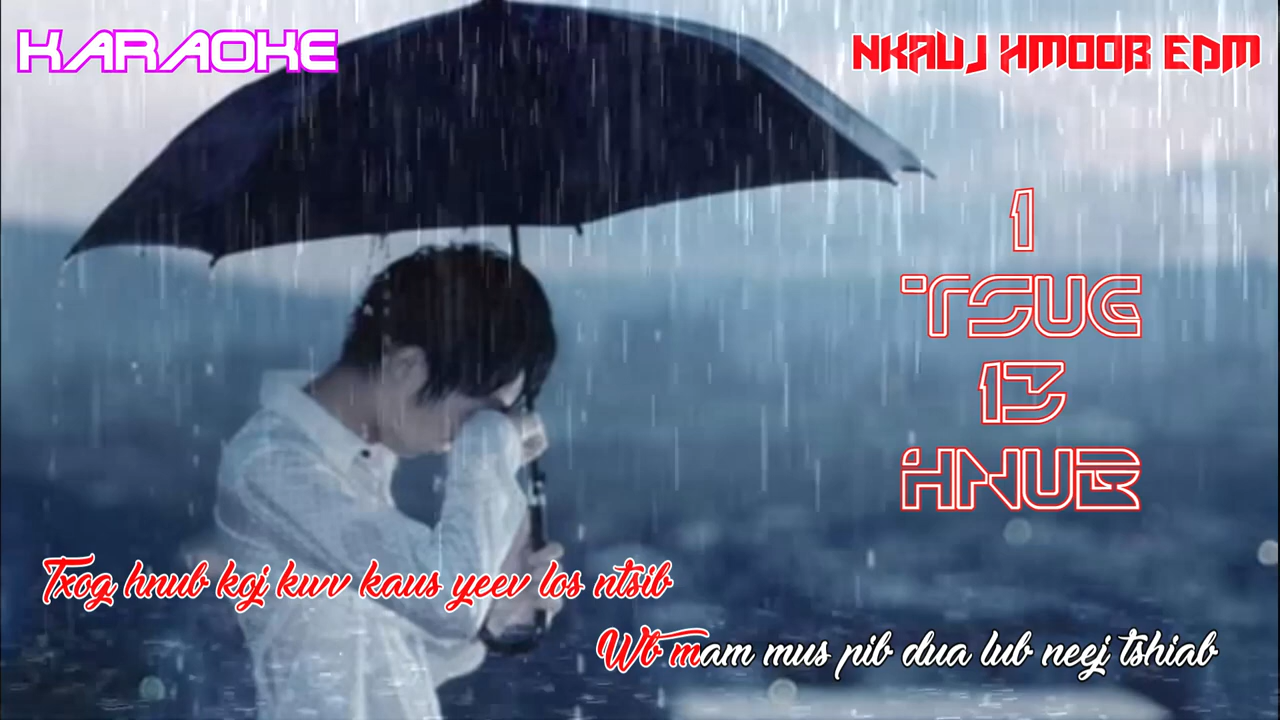 KARAOKE
NKAUJ HMOOB EDM
1
TSUG
13
HNUB
Txog hnub koj kwv kaus yeev los ntsib
Wb mam mus pib dua lub neej tshiab